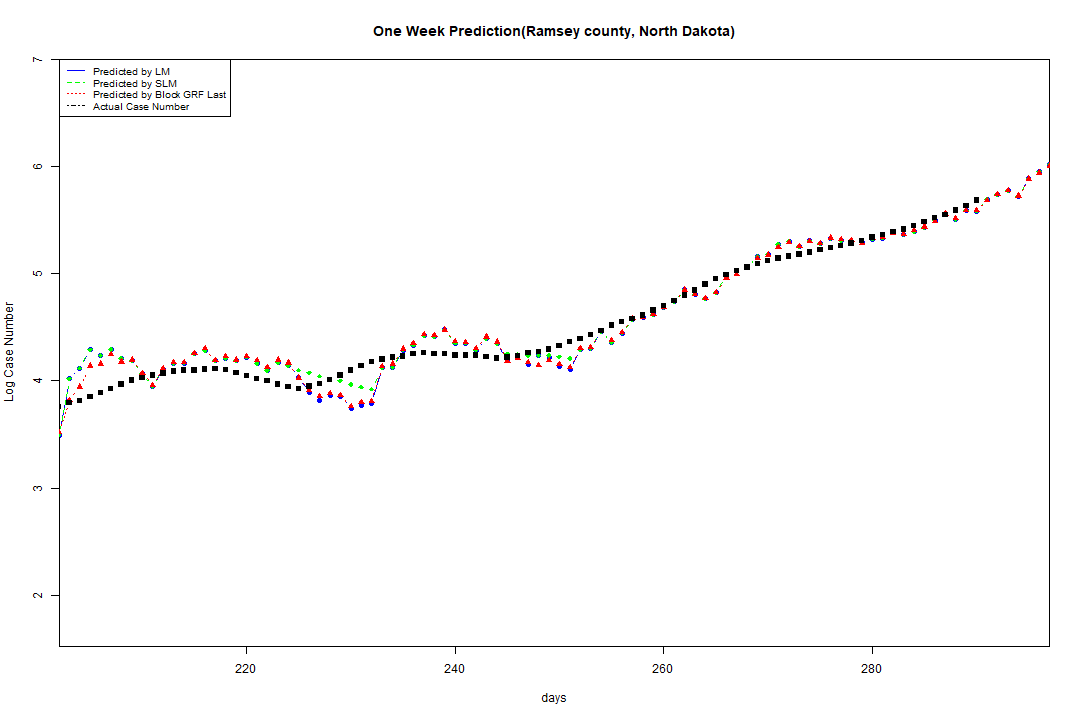 One Week Prediction(Ramsey county, North Dakota)
Predicted by LM
Predicted by SLM
Predicted by Block GRF Last
Actual Case Number
7
6
5
4
3
2
Log Case Number
220 240 260 280
days